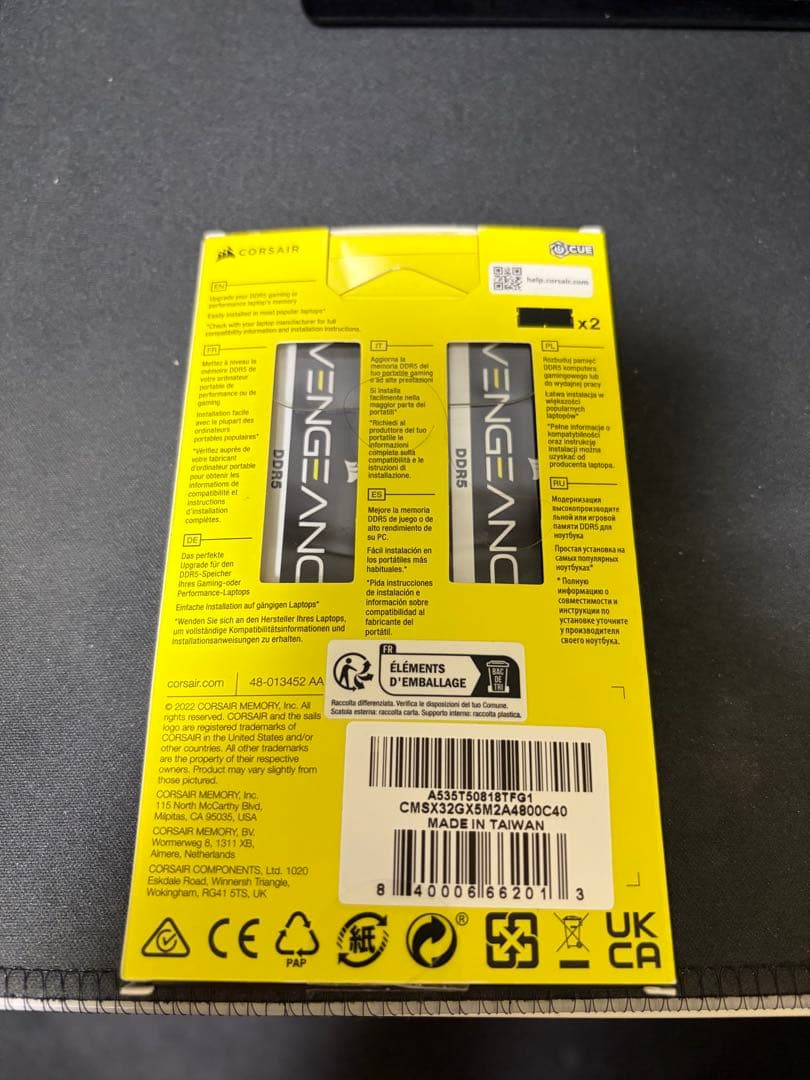 CORSAIR
iCUE
help.corsair.com
x2
EN
Upgrade your DDR5 gaming or
performance laptop's memory
Easily installed in most popular laptops*
*Check with your laptop manufacturer for full
compatibility information and installation instructions.
FR
Mettez à niveau la
mémoire DDR5 de
votre ordinateur
portable de
performance ou de
gaming
Installation facile
avec la plupart des
ordinateurs
portables populaires*
*Vérifiez auprès de
votre fabricant
d'ordinateur portable
pour obtenir les
informations de
compatibilité et
instructions
d'installation
complètes.
DE
Das perfekte
Upgrade für den
DDR5-Speicher
Ihres Gaming-oder
Performance-Laptops
Einfache Installation auf gängigen Laptops*
*Wenden Sie sich an den Hersteller Ihres Laptops,
um vollständige Kompatibilitätsinformationen und
Installationsanweisungen zu erhalten.
VENGEANC
DDR5
IT
Aggiorna la
memoria DDR5 del
tuo portatile gaming
o ad alte prestazioni
Si installa
facilmente nella
maggior parte dei
portatili*
*Richiedi al
produttore del tuo
portatile le
informazioni
complete sulla
compatibilità e le
istruzioni di
installazione.
ES
Mejore la memoria
DDR5 de juego o de
alto rendimiento de
su PC.
Fácil instalación en
los portátiles más
habituales.*
*Pida instrucciones
de instalación e
información sobre
compatibilidad al
fabricante del
portátil.
VENGEANC
DDR5
PL
Rozbuduj pamięć
DDR5 komputera
gamingowego lub
do wydajnej pracy
Łatwa instalacja w
większości
popularnych
laptopów*
*Pełne informacje o
kompatybilności
oraz instrukcje
instalacji można
uzyskać od
producenta laptopa.
RU
Модернизация
высокопроизводите
льной или игровой
памяти DDR5 для
ноутбука
Простая установка на
самых популярных
ноутбуках*
* Полную
информацию о
совместимости и
инструкции по
установке уточните
у производителя
своего ноутбука.
corsair.com
48-013452 AA
FR
ÉLÉMENTS
D'EMBALLAGE
BAC
DE
TRI
Raccolta differenziata. Verifica le disposizioni del tuo Comune.
Scatola esterna: raccolta carta. Supporto interno: raccolta plastica.
© 2022 CORSAIR MEMORY, Inc. All
rights reserved. CORSAIR and the sails
logo are registered trademarks of
CORSAIR in the United States and/or
other countries. All other trademarks
are the property of their respective
owners. Product may vary slightly from
those pictured.
CORSAIR MEMORY, Inc.
115 North McCarthy Blvd,
Milpitas, CA 95035, USA
CORSAIR MEMORY, BV.
Wormerweg 8, 1311 XB,
Almere, Netherlands
CORSAIR COMPONENTS, Ltd. 1020
Eskdale Road, Winnersh Triangle,
Wokingham, RG41 5TS, UK
A535T50818TFG1
CMSX32GX5M2A4800C40
MADE IN TAIWAN
8 40006 66201 3
CE
PAP
紙
®
UK
CA